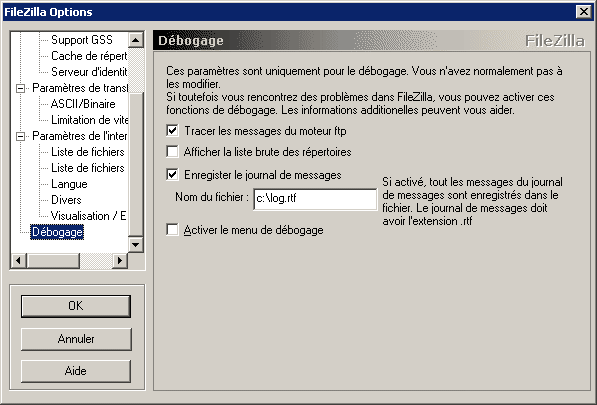 FileZilla Options
Support GSS
Cache de répert
Serveur d'identit
Paramètres de transf
ASCII/Binaire
Limitation de vite
Paramètres de l'inter
Liste de fichiers
Liste de fichiers
Langue
Divers
Visualisation / E
Débogage
OK
Annuler
Aide
Débogage
FileZilla
Ces paramètres sont uniquement pour le débogage. Vous n'avez normalement pas à
les modifier.
Si toutefois vous rencontrez des problèmes dans FileZilla, vous pouvez activer ces
fonctions de débogage. Les informations additionelles peuvent vous aider.
Tracer les messages du moteur ftp
Afficher la liste brute des répertoires
Enregister le journal de messages
Nom du fichier :
c:\log.rtf
Si activé, tout les messages du journal
de messages sont enregistrés dans le
fichier. Le journal de messages doit
avoir l'extension .rtf
Activer le menu de débogage